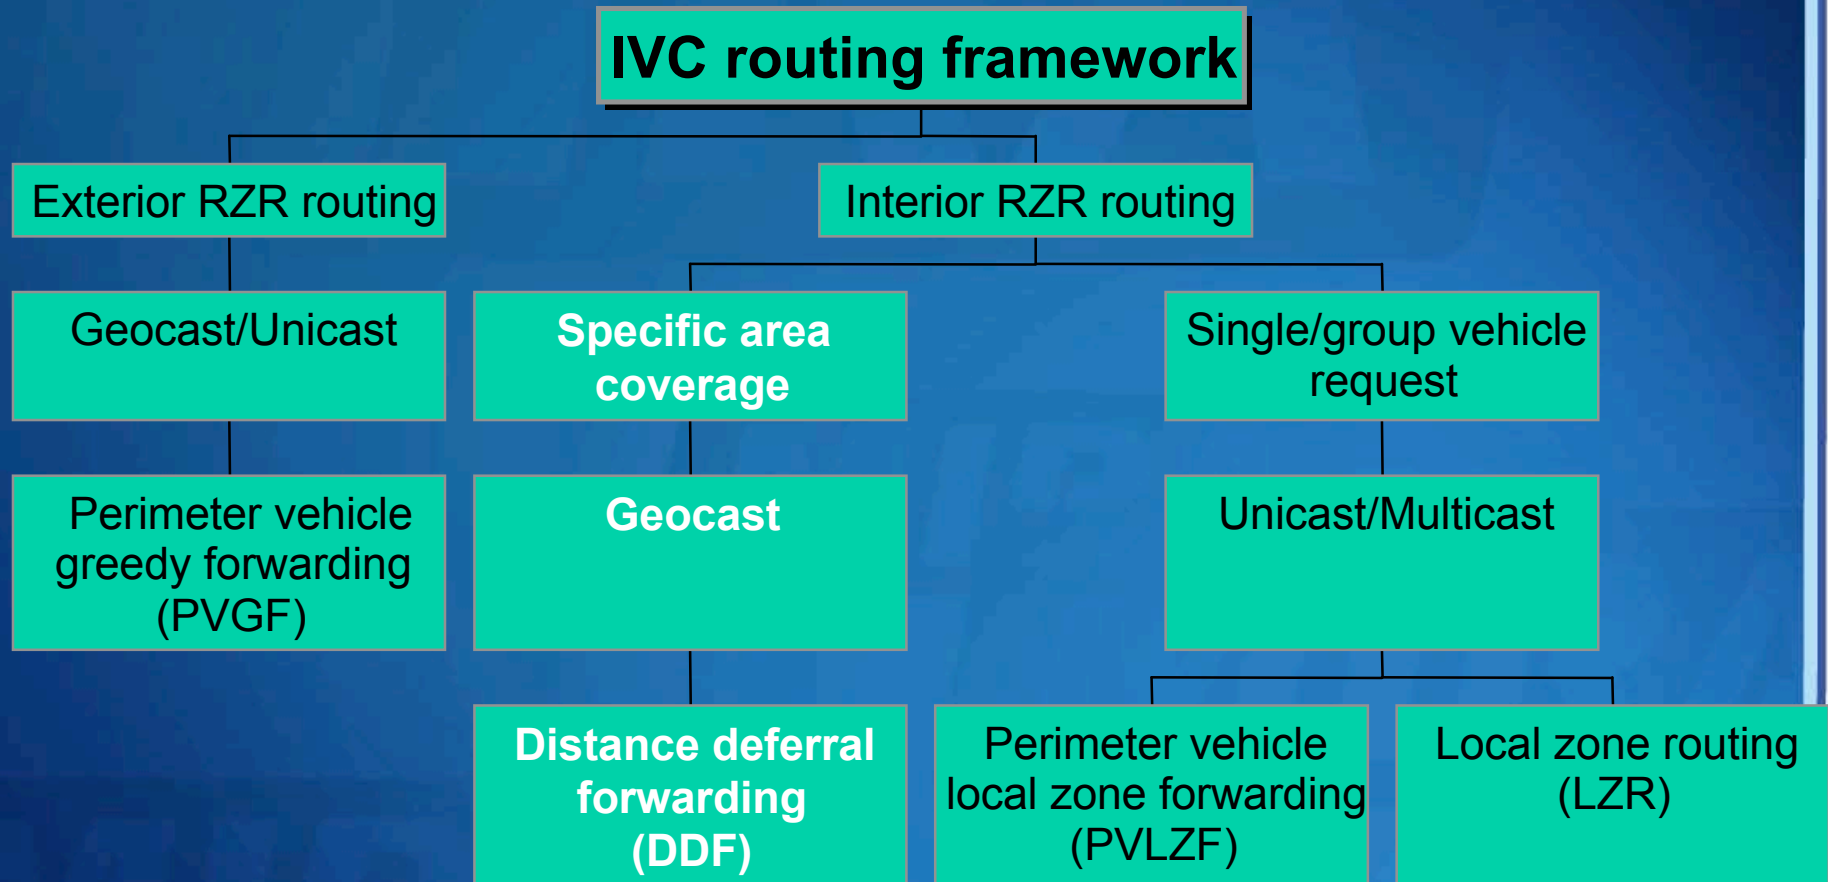 IVC routing framework
Exterior RZR routing
Interior RZR routing
Geocast/Unicast
Specific area
coverage
Single/group vehicle
request
Perimeter vehicle
greedy forwarding
(PVGF)
Geocast
Unicast/Multicast
Distance deferral
forwarding
(DDF)
Perimeter vehicle
local zone forwarding
(PVLZF)
Local zone routing
(LZR)